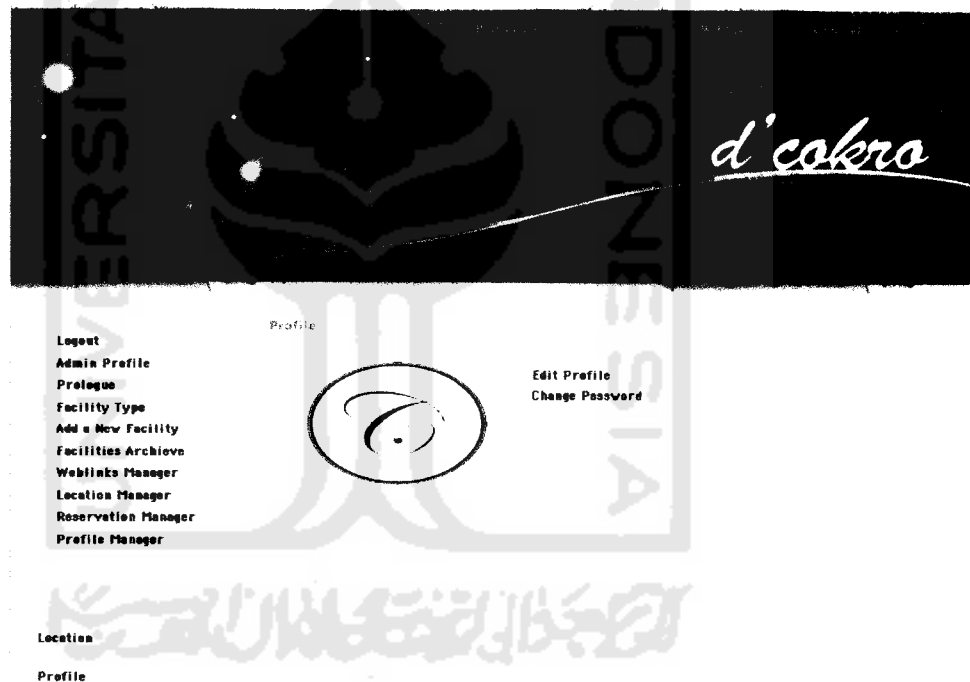 d'cokro
Profile
Logout
Admin Profile
Prologue
Facility Type
Add a New Facility
Facilities Archieve
Weblinks Manager
Location Manager
Reservation Manager
Profile Manager
Edit Profile
Change Password
Location
Profile